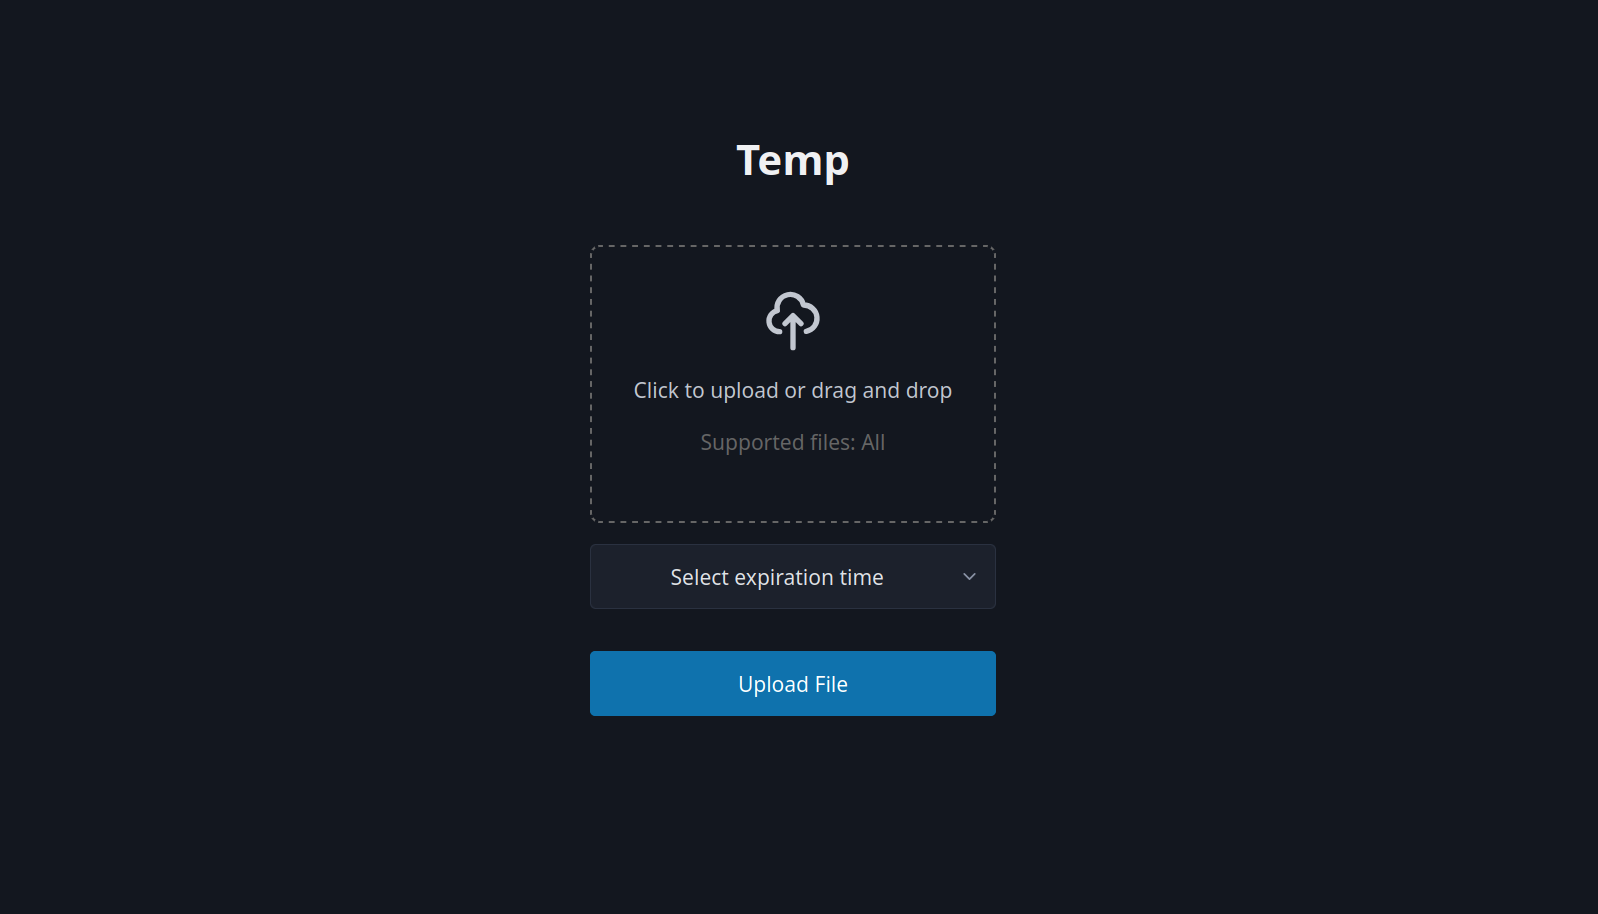 Temp
Click to upload or drag and drop
Supported files: All
Select expiration time
Upload File